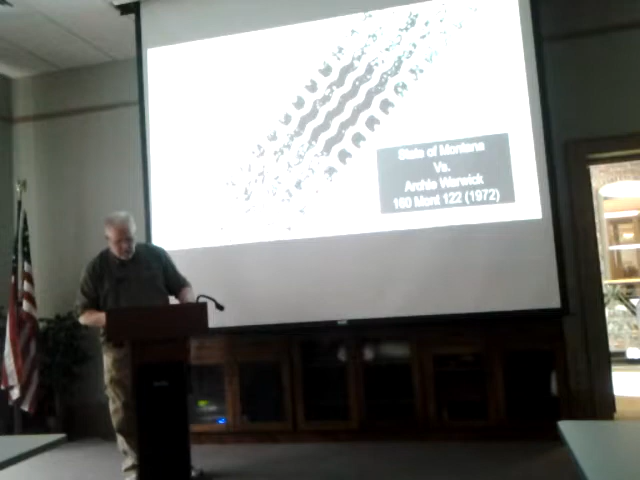 State of Montana
Vs.
Archie Warwick
160 Mont 122 (1972)